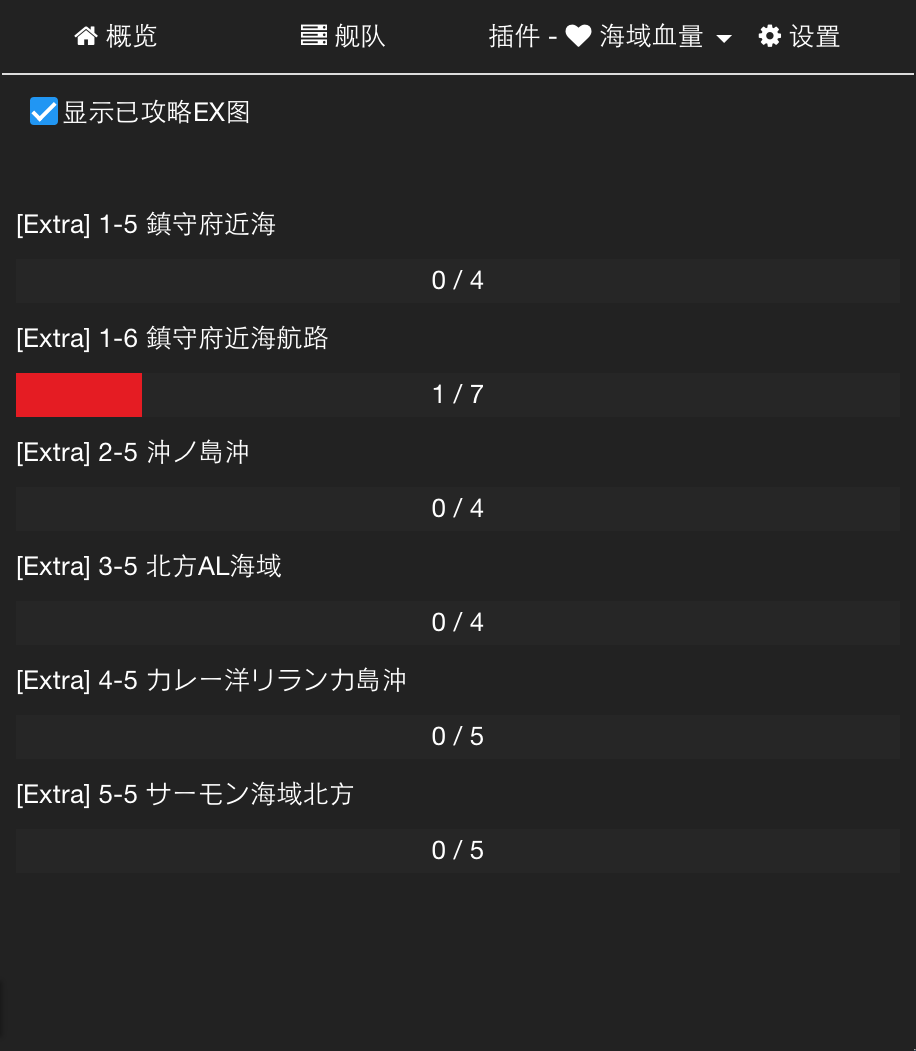 概览 舰队 插件 - 海域血量 设置
显示已攻略EX图
[Extra] 1-5 鎮守府近海
0 / 4
[Extra] 1-6 鎮守府近海航路
1 / 7
[Extra] 2-5 沖ノ島沖
0 / 4
[Extra] 3-5 北方AL海域
0 / 4
[Extra] 4-5 カレー洋リランカ島沖
0 / 5
[Extra] 5-5 サーモン海域北方
0 / 5